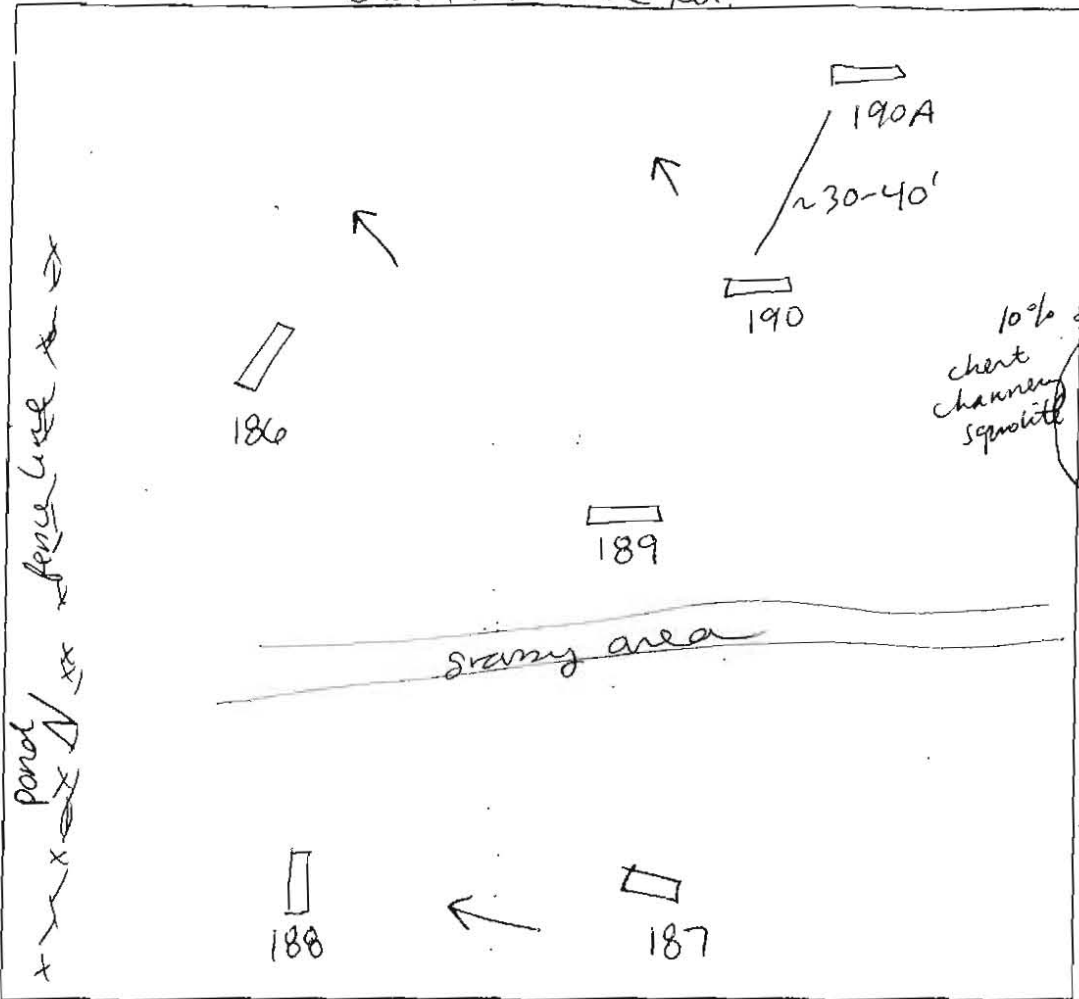 190A
~30-40'
190
10%
chert
186
fence line
189
grassy area
pond
188
187